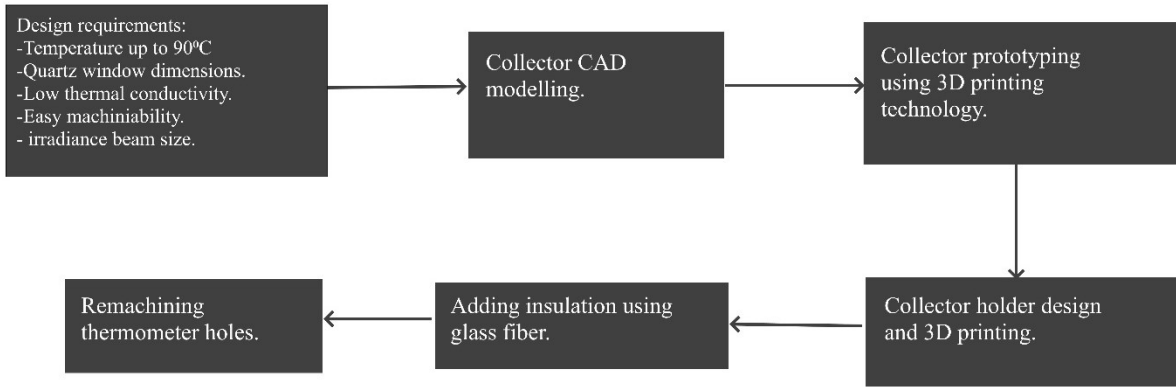 Design requirements:
-Temperature up to 90⁰C
-Quartz window dimensions.
-Low thermal conductivity.
-Easy machiniability.
- irradiance beam size.
Collector CAD
modelling.
Collector prototyping
using 3D printing
technology.
Collector holder design
and 3D printing.
Adding insulation using
glass fiber.
Remachining
thermometer holes.